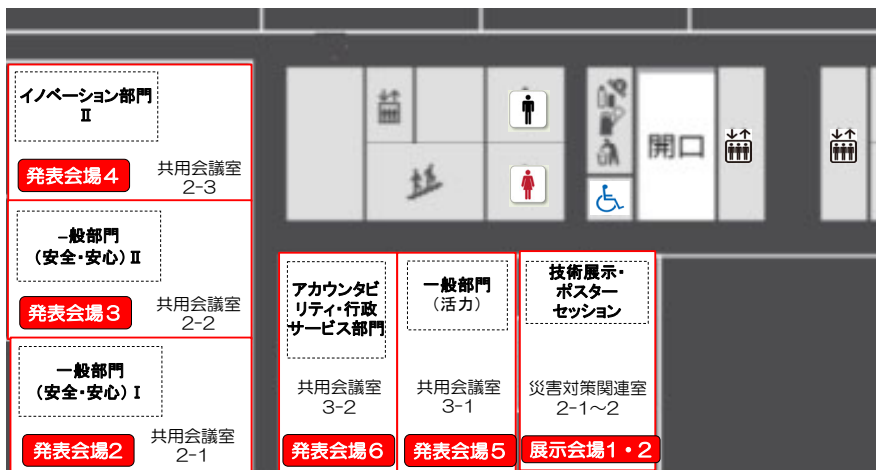 イノベーション部門
Ⅱ
発表会場4
共用会議室
2-3
一般部門
(安全・安心)Ⅱ
発表会場3
共用会議室
2-2
一般部門
(安全・安心)Ⅰ
発表会場2
共用会議室
2-1
開口
アカウンタビ
リティ・行政
サービス部門
共用会議室
3-2
発表会場6
一般部門
(活力)
共用会議室
3-1
発表会場5
技術展示・
ポスター
セッション
災害対策関連室
2-1~2
展示会場1・2